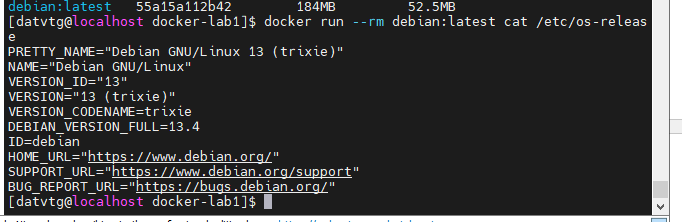 debian:latest   55a15a112b42        184MB         52.5MB
[datvtg@localhost docker-lab1]$ docker run --rm debian:latest cat /etc/os-releas
e
PRETTY_NAME="Debian GNU/Linux 13 (trixie)"
NAME="Debian GNU/Linux"
VERSION_ID="13"
VERSION="13 (trixie)"
VERSION_CODENAME=trixie
DEBIAN_VERSION_FULL=13.4
ID=debian
HOME_URL="https://www.debian.org/"
SUPPORT_URL="https://www.debian.org/support"
BUG_REPORT_URL="https://bugs.debian.org/"
[datvtg@localhost docker-lab1]$